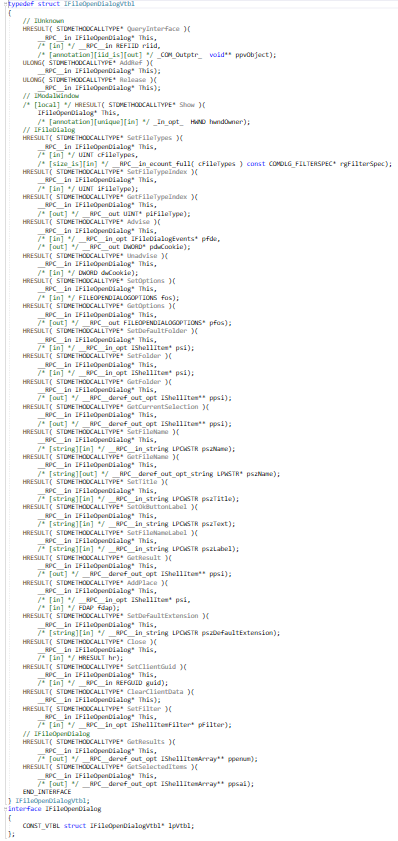 typedef struct IFileOpenDialogVtbl
{
// IUnknown
HRESULT( STDMETHODCALLTYPE* QueryInterface )(
__RPC__in IFileOpenDialog* This,
/* [in] */ __RPC__in REFIID riid,
/* [annotation][iid_is][out] */ _COM_Outptr_ void** ppvObject);
ULONG( STDMETHODCALLTYPE* AddRef )(
__RPC__in IFileOpenDialog* This);
ULONG( STDMETHODCALLTYPE* Release )(
__RPC__in IFileOpenDialog* This);
// IModalWindow
/* [local] */ HRESULT( STDMETHODCALLTYPE* Show )(
IFileOpenDialog* This,
/* [annotation][unique][in] */ _in_opt_ HWND hwndOwner);
// IFileDialog
HRESULT( STDMETHODCALLTYPE* SetFileTypes )(
__RPC__in IFileOpenDialog* This,
/* [in] */ UINT cFileTypes,
/* [size_is][in] */ __RPC__in_ecount_full( cFileTypes ) const COMDLG_FILTERSPEC* rgFilterSpec);
HRESULT( STDMETHODCALLTYPE* SetFileTypeIndex )(
__RPC__in IFileOpenDialog* This,
/* [in] */ UINT iFileType);
HRESULT( STDMETHODCALLTYPE* GetFileTypeIndex )(
__RPC__in IFileOpenDialog* This,
/* [out] */ __RPC__out UINT* piFileType);
HRESULT( STDMETHODCALLTYPE* Advise )(
__RPC__in IFileOpenDialog* This,
/* [in] */ __RPC__in_opt IFileDialogEvents* pfde,
/* [out] */ __RPC__out DWORD* pdwCookie);
HRESULT( STDMETHODCALLTYPE* Unadvise )(
__RPC__in IFileOpenDialog* This,
/* [in] */ DWORD dwCookie);
HRESULT( STDMETHODCALLTYPE* SetOptions )(
__RPC__in IFileOpenDialog* This,
/* [in] */ FILEOPENDIALOGOPTIONS fos);
HRESULT( STDMETHODCALLTYPE* GetOptions )(
__RPC__in IFileOpenDialog* This,
/* [out] */ __RPC__out FILEOPENDIALOGOPTIONS* pfos);
HRESULT( STDMETHODCALLTYPE* SetDefaultFolder )(
__RPC__in IFileOpenDialog* This,
/* [in] */ __RPC__in_opt IShellItem* psi);
HRESULT( STDMETHODCALLTYPE* SetFolder )(
__RPC__in IFileOpenDialog* This,
/* [in] */ __RPC__in_opt IShellItem* psi);
HRESULT( STDMETHODCALLTYPE* GetFolder )(
__RPC__in IFileOpenDialog* This,
/* [out] */ __RPC__deref_out_opt IShellItem** ppsi);
HRESULT( STDMETHODCALLTYPE* GetCurrentSelection )(
__RPC__in IFileOpenDialog* This,
/* [out] */ __RPC__deref_out_opt IShellItem** ppsi);
HRESULT( STDMETHODCALLTYPE* SetFileName )(
__RPC__in IFileOpenDialog* This,
/* [string][in] */ __RPC__in_string LPCWSTR pszName);
HRESULT( STDMETHODCALLTYPE* GetFileName )(
__RPC__in IFileOpenDialog* This,
/* [string][out] */ __RPC__deref_out_opt_string LPWSTR* pszName);
HRESULT( STDMETHODCALLTYPE* SetTitle )(
__RPC__in IFileOpenDialog* This,
/* [string][in] */ __RPC__in_string LPCWSTR pszTitle);
HRESULT( STDMETHODCALLTYPE* SetOkButtonLabel )(
__RPC__in IFileOpenDialog* This,
/* [string][in] */ __RPC__in_string LPCWSTR pszText);
HRESULT( STDMETHODCALLTYPE* SetFileNameLabel )(
__RPC__in IFileOpenDialog* This,
/* [string][in] */ __RPC__in_string LPCWSTR pszLabel);
HRESULT( STDMETHODCALLTYPE* GetResult )(
__RPC__in IFileOpenDialog* This,
/* [out] */ __RPC__deref_out_opt IShellItem** ppsi);
HRESULT( STDMETHODCALLTYPE* AddPlace )(
__RPC__in IFileOpenDialog* This,
/* [in] */ __RPC__in_opt IShellItem* psi,
/* [in] */ FDAP fdap);
HRESULT( STDMETHODCALLTYPE* SetDefaultExtension )(
__RPC__in IFileOpenDialog* This,
/* [string][in] */ __RPC__in_string LPCWSTR pszDefaultExtension);
HRESULT( STDMETHODCALLTYPE* Close )(
__RPC__in IFileOpenDialog* This,
/* [in] */ HRESULT hr);
HRESULT( STDMETHODCALLTYPE* SetClientGuid )(
__RPC__in IFileOpenDialog* This,
/* [in] */ __RPC__in REFGUID guid);
HRESULT( STDMETHODCALLTYPE* ClearClientData )(
__RPC__in IFileOpenDialog* This);
HRESULT( STDMETHODCALLTYPE* SetFilter )(
__RPC__in IFileOpenDialog* This,
/* [in] */ __RPC__in_opt IShellItemFilter* pFilter);
// IFileOpenDialog
HRESULT( STDMETHODCALLTYPE* GetResults )(
__RPC__in IFileOpenDialog* This,
/* [out] */ __RPC__deref_out_opt IShellItemArray** ppenum);
HRESULT( STDMETHODCALLTYPE* GetSelectedItems )(
__RPC__in IFileOpenDialog* This,
/* [out] */ __RPC__deref_out_opt IShellItemArray** ppsai);
END_INTERFACE
} IFileOpenDialogVtbl;
interface IFileOpenDialog
{
CONST_VTBL struct IFileOpenDialogVtbl* lpVtbl;
};